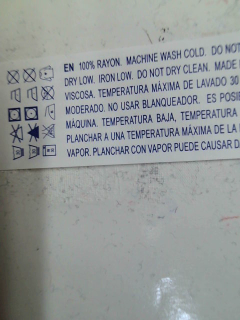 EN 100% RAYON. MACHINE WASH COLD. DO NOT
DRY LOW. IRON LOW. DO NOT DRY CLEAN. MADE
VISCOSA. TEMPERATURA MÁXIMA DE LAVADO 30
MODERADO. NO USAR BLANQUEADOR. ES POSIB
MÁQUINA. TEMPERATURA BAJA, TEMPERATURA
PLANCHAR A UNA TEMPERATURA MÁXIMA DE LA
VAPOR. PLANCHAR CON VAPOR PUEDE CAUSAR DA